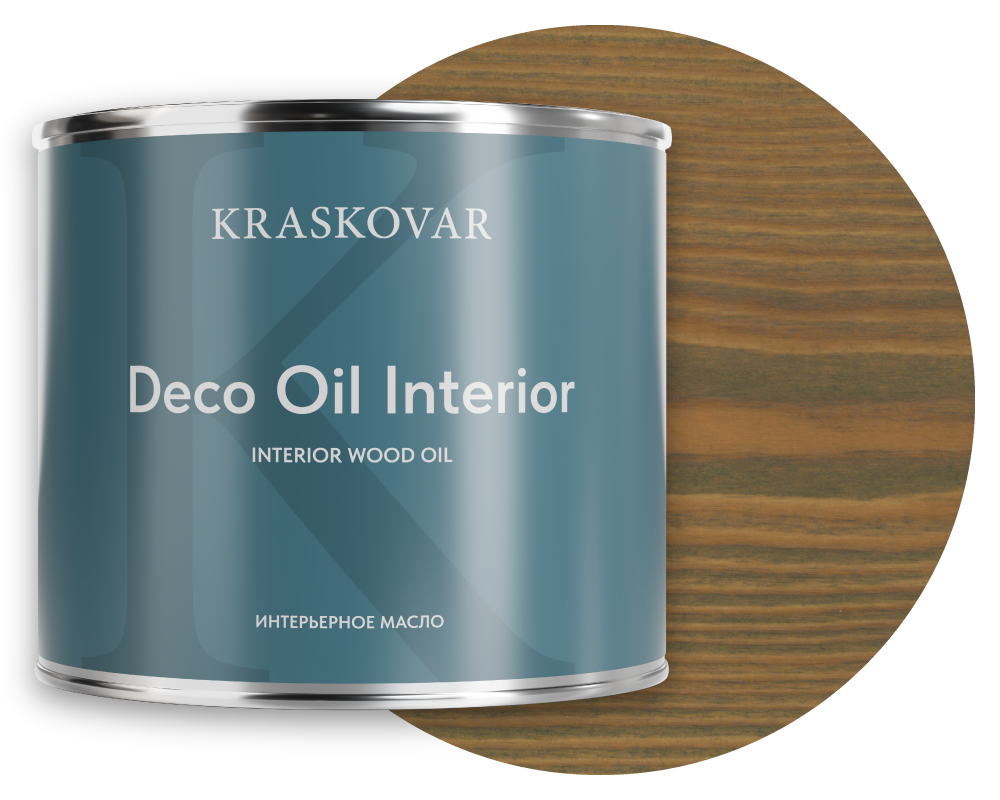 KRASKOVAR
Deco Oil Interior
INTERIOR WOOD OIL
ИНТЕРЬЕРНОЕ МАСЛО